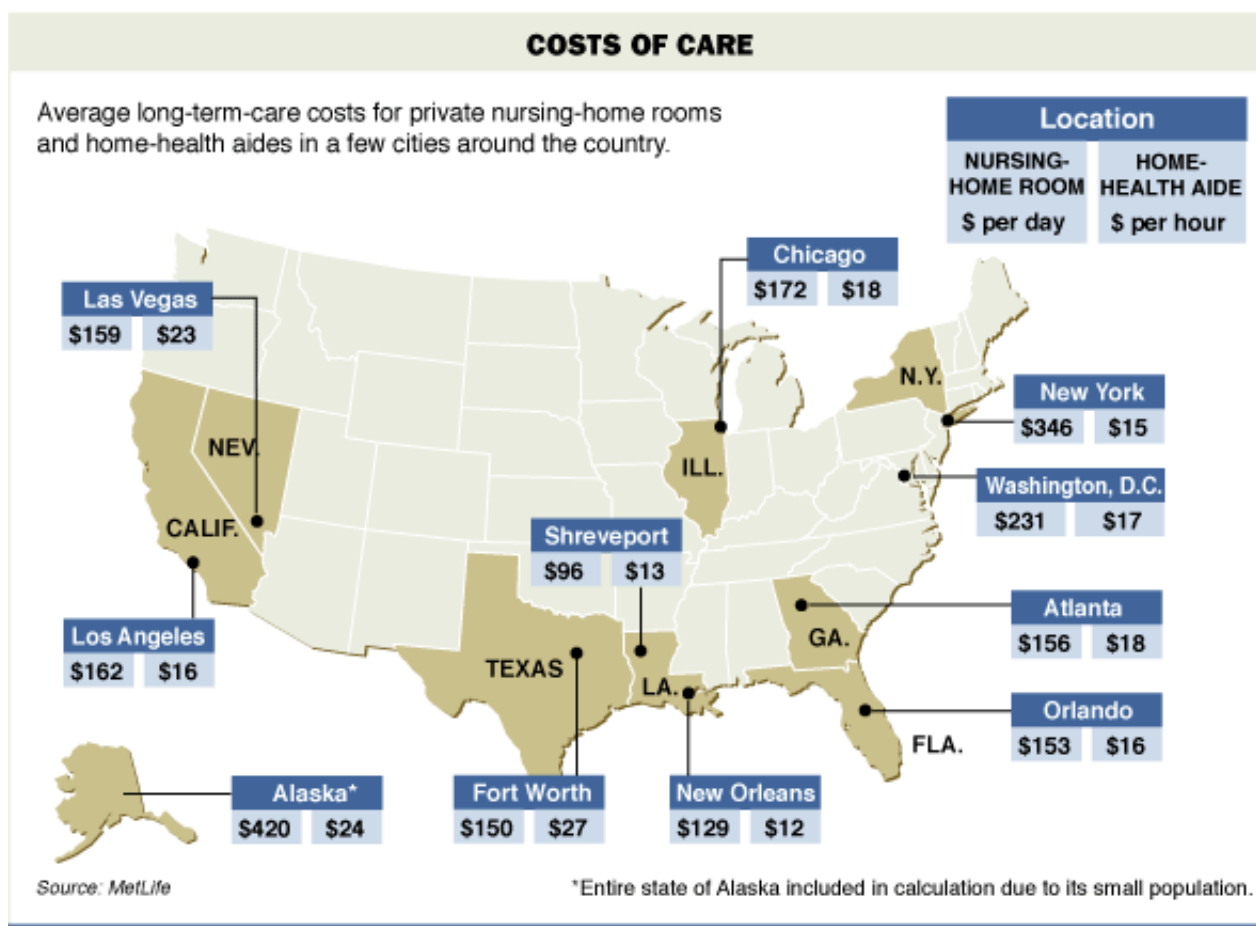 COSTS OF CARE
Average long-term-care costs for private nursing-home rooms
and home-health aides in a few cities around the country.
Location
NURSING-
HOME ROOM
$ per day
HOME-
HEALTH AIDE
$ per hour
Chicago
$172 $18
Las Vegas
$159 $23
N.Y.
New York
$346 $15
NEV.
ILL.
Washington, D.C.
$231 $17
CALIF.
Shreveport
$96 $13
Los Angeles
$162 $16
Atlanta
$156 $18
GA.
TEXAS
LA.
Orlando
$153 $16
FLA.
Alaska*
$420 $24
Fort Worth
$150 $27
New Orleans
$129 $12
Source: MetLife
*Entire state of Alaska included in calculation due to its small population.